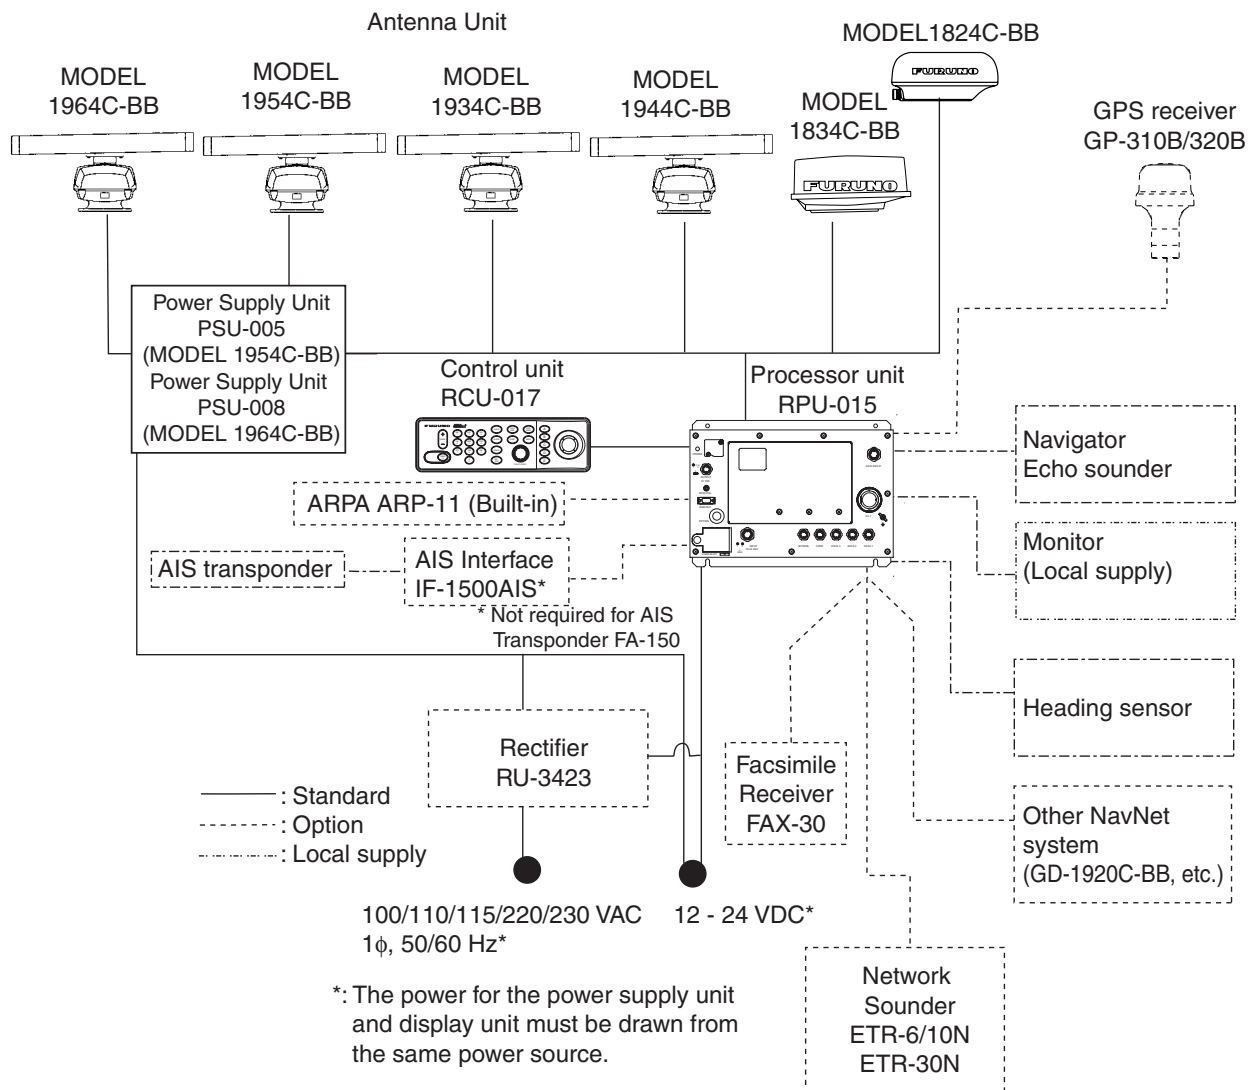 Antenna Unit
MODEL1824C-BB
FURUNO
MODEL
1964C-BB
MODEL
1954C-BB
MODEL
1934C-BB
MODEL
1944C-BB
MODEL
1834C-BB
FURUNO
GPS receiver
GP-310B/320B
Power Supply Unit
PSU-005
(MODEL 1954C-BB)
Power Supply Unit
PSU-008
(MODEL 1964C-BB)
Control unit
RCU-017
Processor unit
RPU-015
Navigator
Echo sounder
ARPA ARP-11 (Built-in)
Monitor
(Local supply)
AIS transponder
AIS Interface
IF-1500AIS*
* Not required for AIS
Transponder FA-150
Heading sensor
Rectifier
RU-3423
Facsimile
Receiver
FAX-30
Other NavNet
system
(GD-1920C-BB, etc.)
: Standard
: Option
: Local supply
100/110/115/220/230 VAC
1ϕ, 50/60 Hz*
12 - 24 VDC*
*: The power for the power supply unit
and display unit must be drawn from
the same power source.
Network
Sounder
ETR-6/10N
ETR-30N